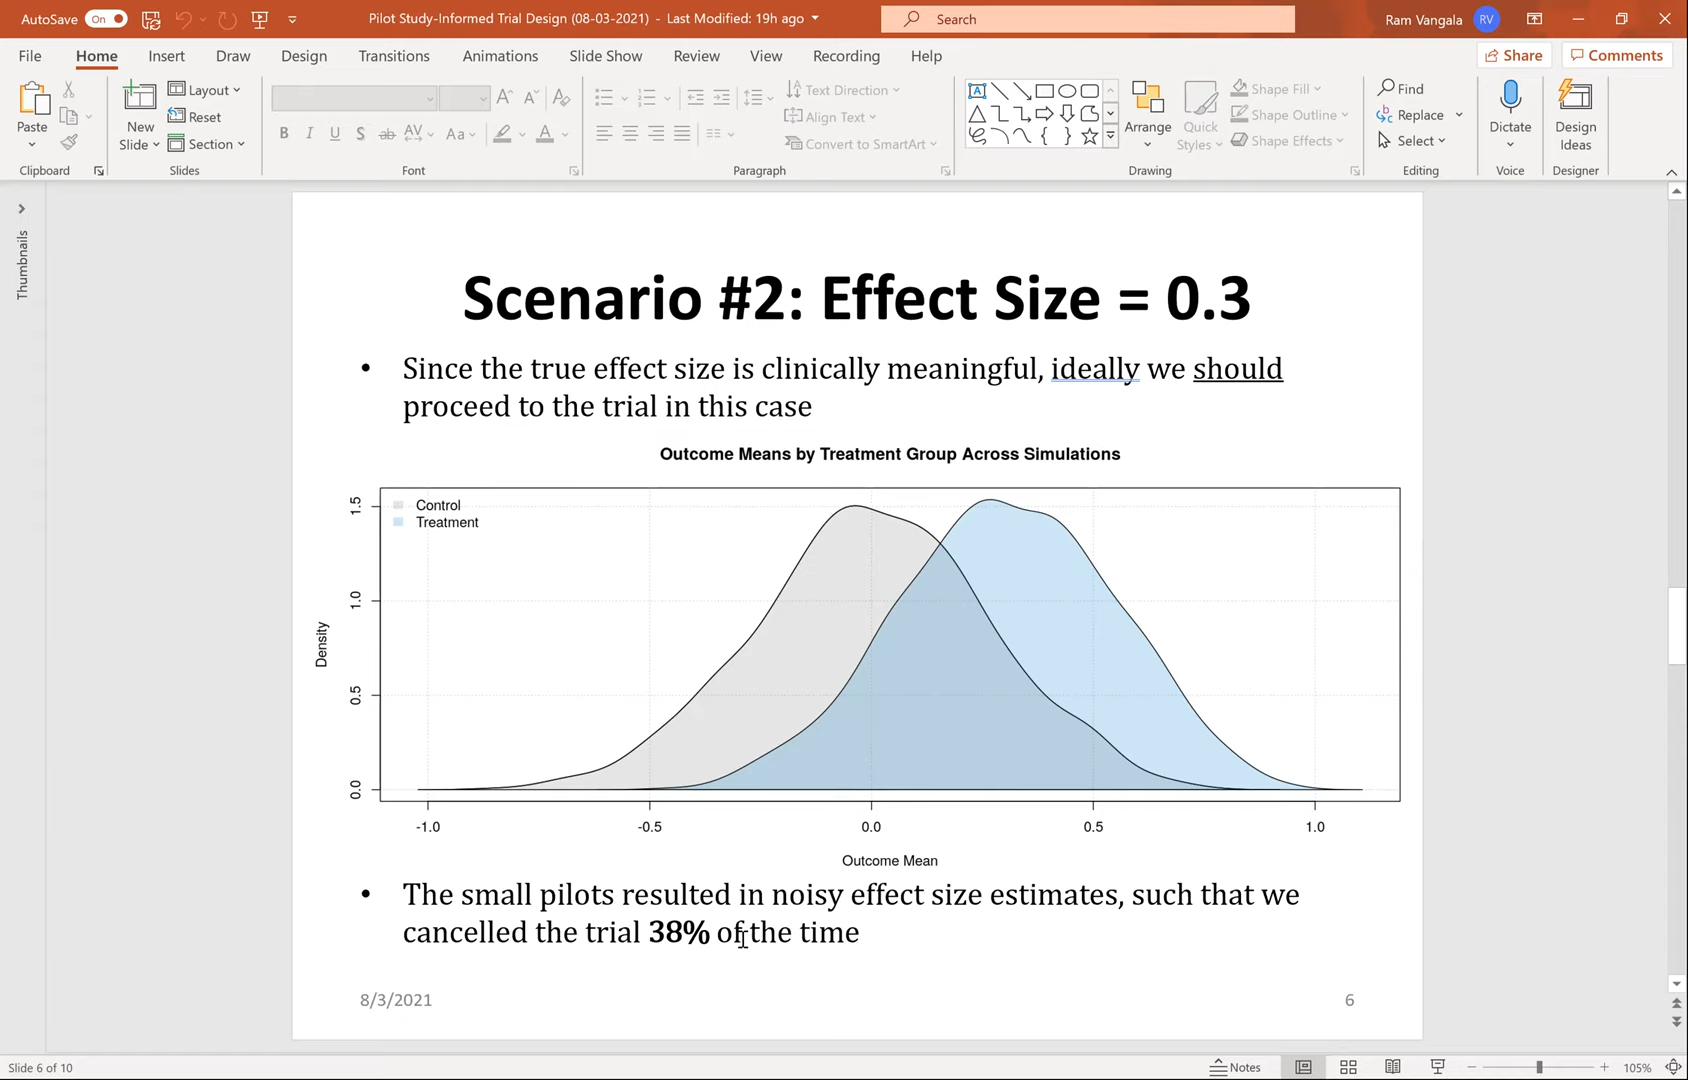 AutoSave On
Pilot Study-Informed Trial Design (08-03-2021) - Last Modified: 19h ago
Search
Ram Vangala RV
File Home Insert Draw Design Transitions Animations Slide Show Review View Recording Help
Share Comments
Paste
Clipboard
New Slide
Layout
Reset
Section
Slides
B I U S ab AV Aa A
Font
Text Direction
Align Text
Convert to SmartArt
Paragraph
Arrange
Quick Styles
Shape Fill
Shape Outline
Shape Effects
Drawing
Find
Replace
Select
Editing
Dictate
Voice
Design Ideas
Designer
Thumbnails
Scenario #2: Effect Size = 0.3
• Since the true effect size is clinically meaningful, ideally we should
proceed to the trial in this case
Outcome Means by Treatment Group Across Simulations
Control
Treatment
Density
1.5
1.0
0.5
0.0
-1.0 -0.5 0.0 0.5 1.0
Outcome Mean
• The small pilots resulted in noisy effect size estimates, such that we
cancelled the trial 38% of the time
8/3/2021 6
Slide 6 of 10
Notes
105%